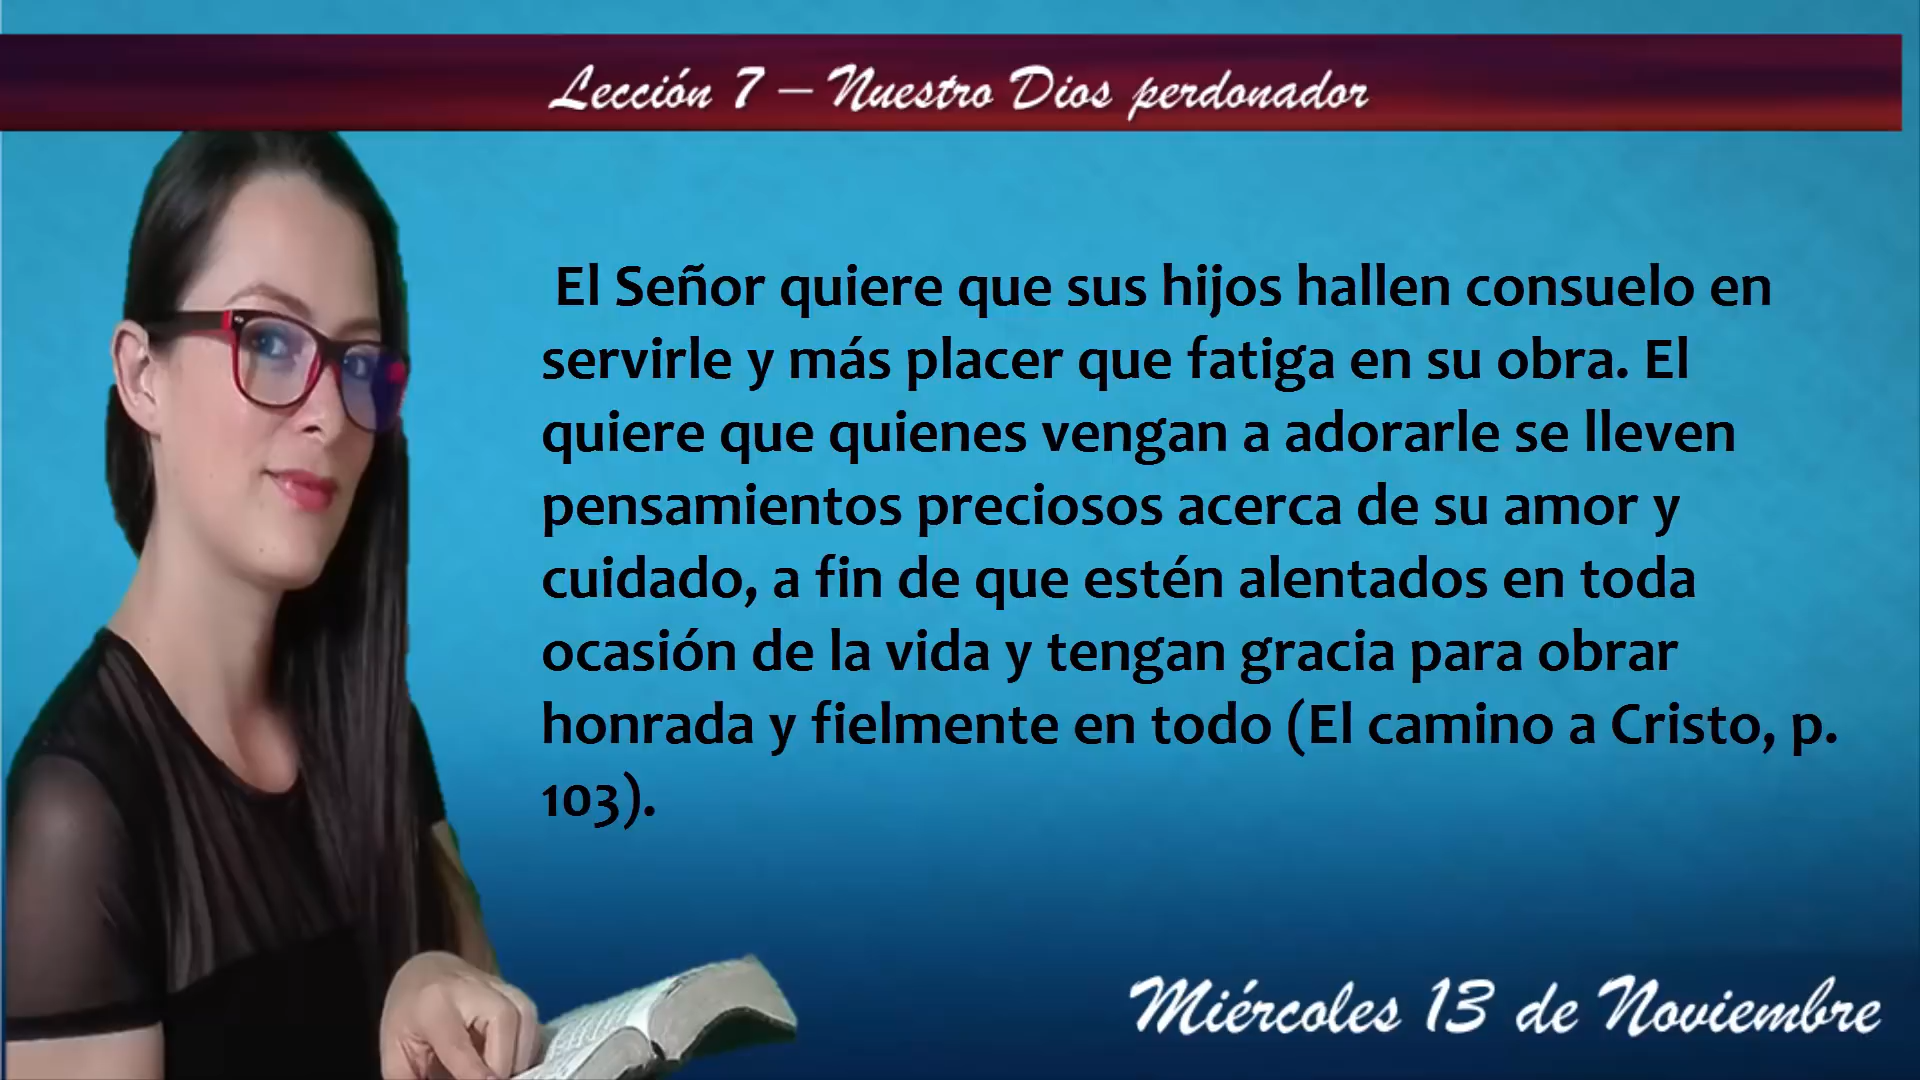 Lección 7 – Nuestro Dios perdonador
El Señor quiere que sus hijos hallen consuelo en
servirle y más placer que fatiga en su obra. El
quiere que quienes vengan a adorarle se lleven
pensamientos preciosos acerca de su amor y
cuidado, a fin de que estén alentados en toda
ocasión de la vida y tengan gracia para obrar
honrada y fielmente en todo (El camino a Cristo, p.
103).
Miércoles 13 de Noviembre